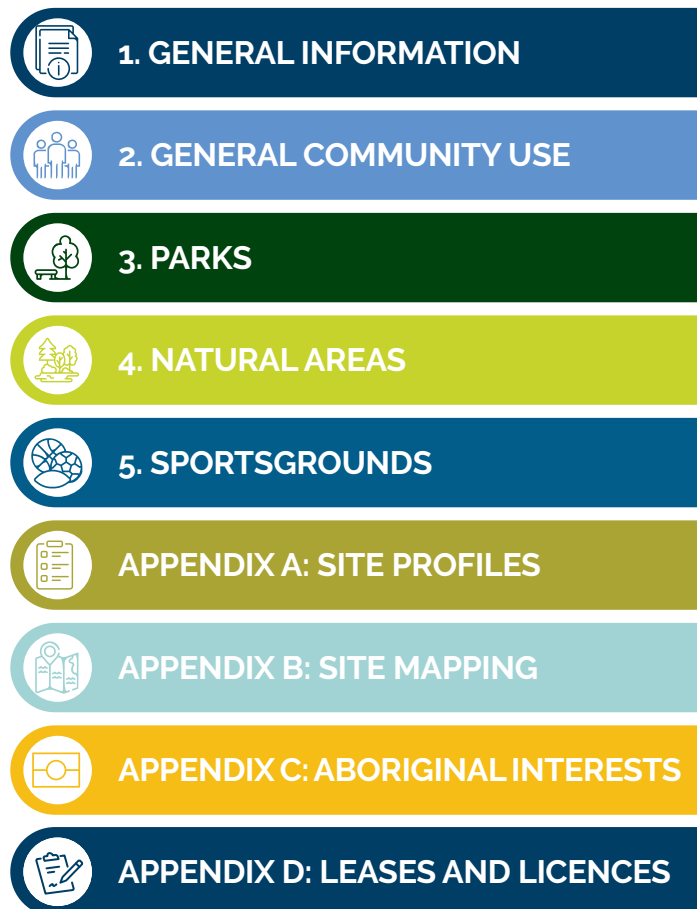 1. GENERAL INFORMATION
2. GENERAL COMMUNITY USE
3. PARKS
4. NATURAL AREAS
5. SPORTSGROUNDS
APPENDIX A: SITE PROFILES
APPENDIX B: SITE MAPPING
APPENDIX C: ABORIGINAL INTERESTS
APPENDIX D: LEASES AND LICENCES